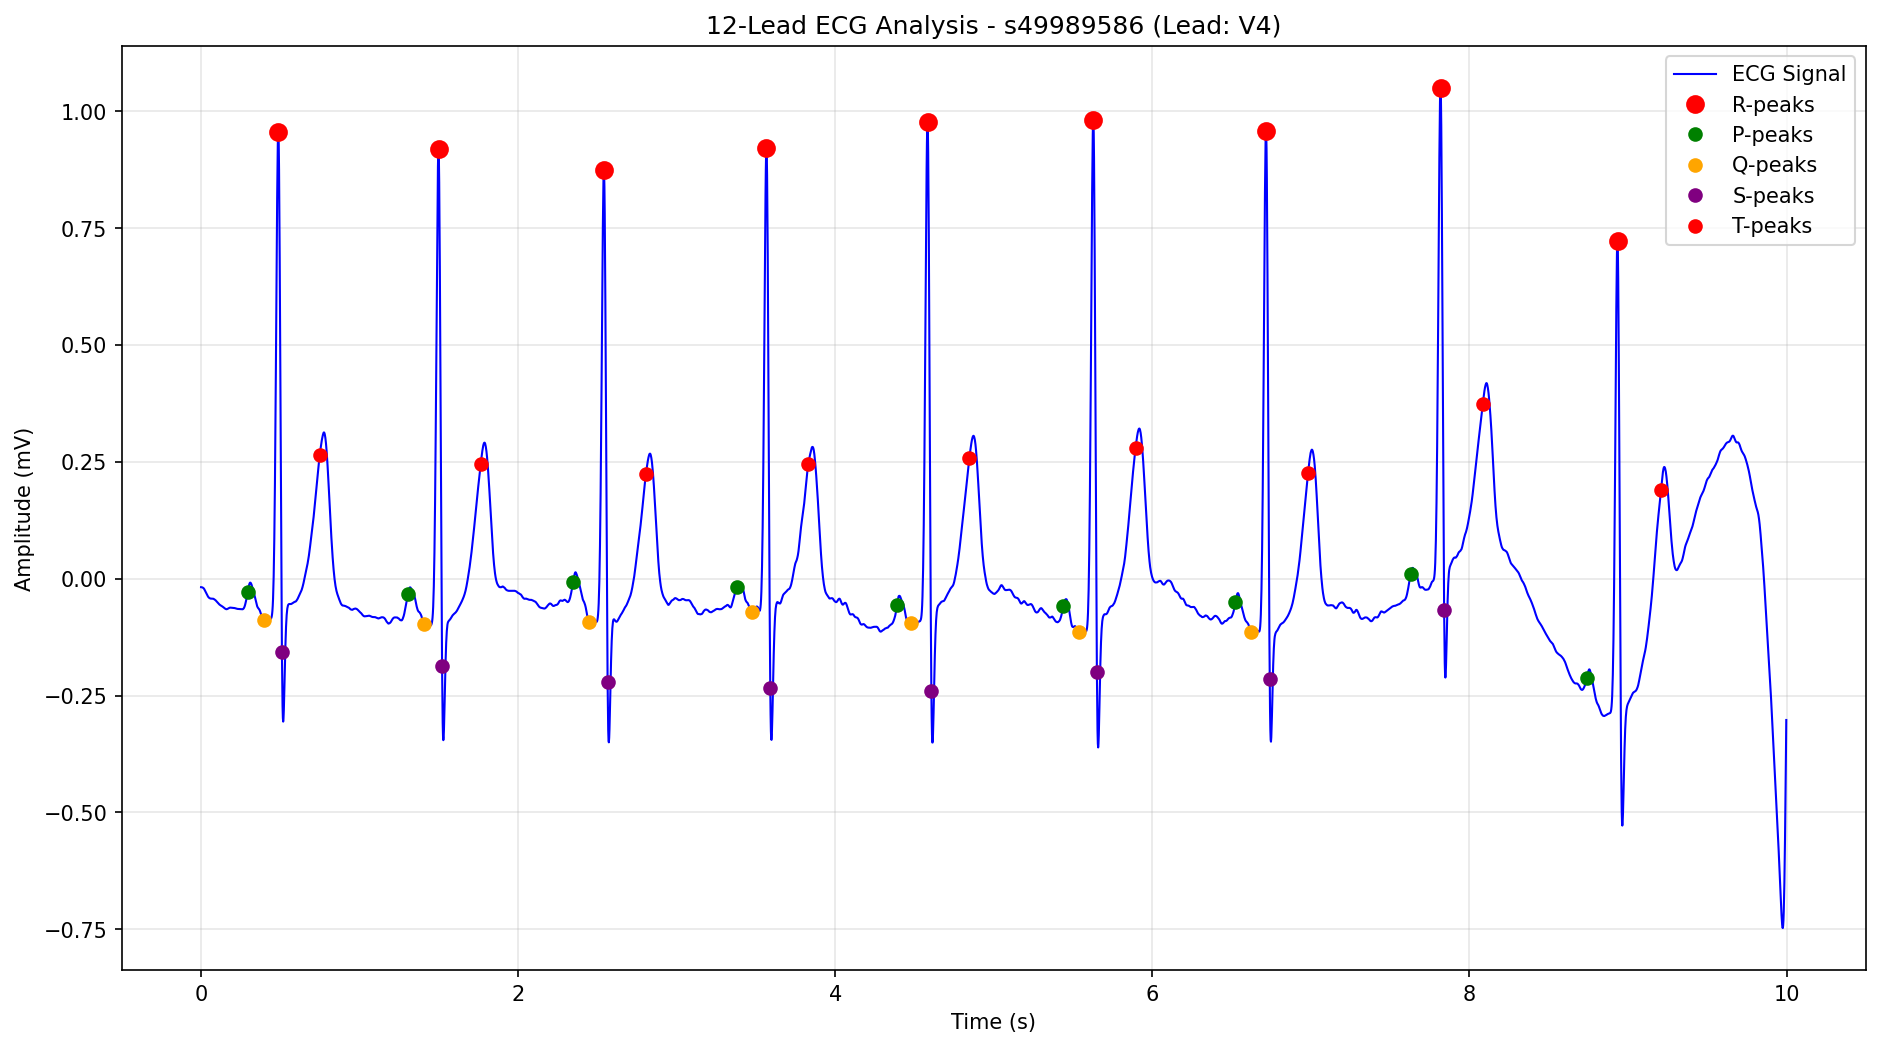 12-Lead ECG Analysis - s49989586 (Lead: V4)
ECG Signal
R-peaks
P-peaks
Q-peaks
S-peaks
T-peaks
Amplitude (mV)
1.00
0.75
0.50
0.25
0.00
−0.25
−0.50
−0.75
0 2 4 6 8 10
Time (s)